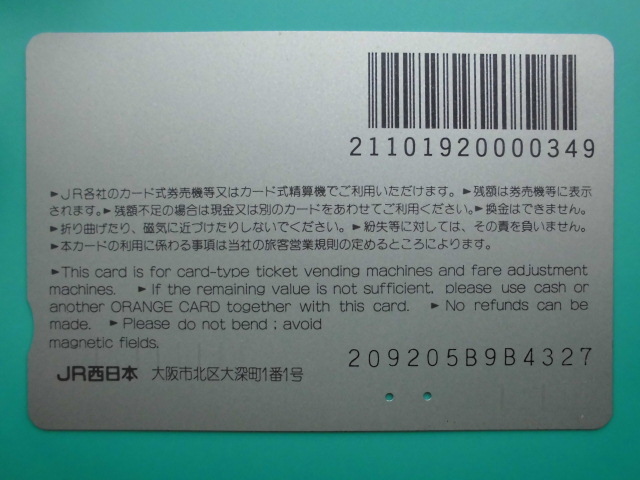 21101920000349
►JR各社のカード式券売機等又はカード式精算機でご利用いただけます。►残額は券売機等に表示
されます。►残額不足の場合は現金又は別のカードをあわせてご利用ください。►換金はできません。
►折り曲げたり、磁気に近づけたりしないでください。►紛失等に対しては、その責を負いません。
►本カードの利用に係わる事項は当社の旅客営業規則の定めるところによります。
►This card is for card-type ticket vending machines and fare adjustment
machines. ►If the remaining value is not sufficient, please use cash or
another ORANGE CARD together with this card. ►No refunds can be
made. ►Please do not bend ; avoid
magnetic fields.
JR西日本 大阪市北区大深町1番1号
209205B9B4327